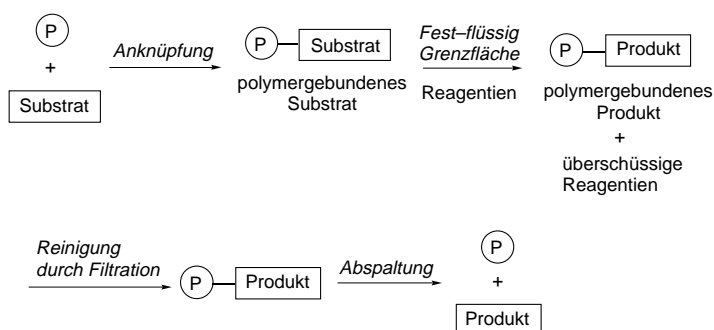 P
+
Substrat
Anknüpfung
P
Substrat
polymergebundenes
Substrat
Fest–flüssig
Grenzfläche
Reagentien
P
Produkt
polymergebundenes
Produkt
+
überschüssige
Reagentien
Reinigung
durch Filtration
P
Produkt
Abspaltung
P
+
Produkt